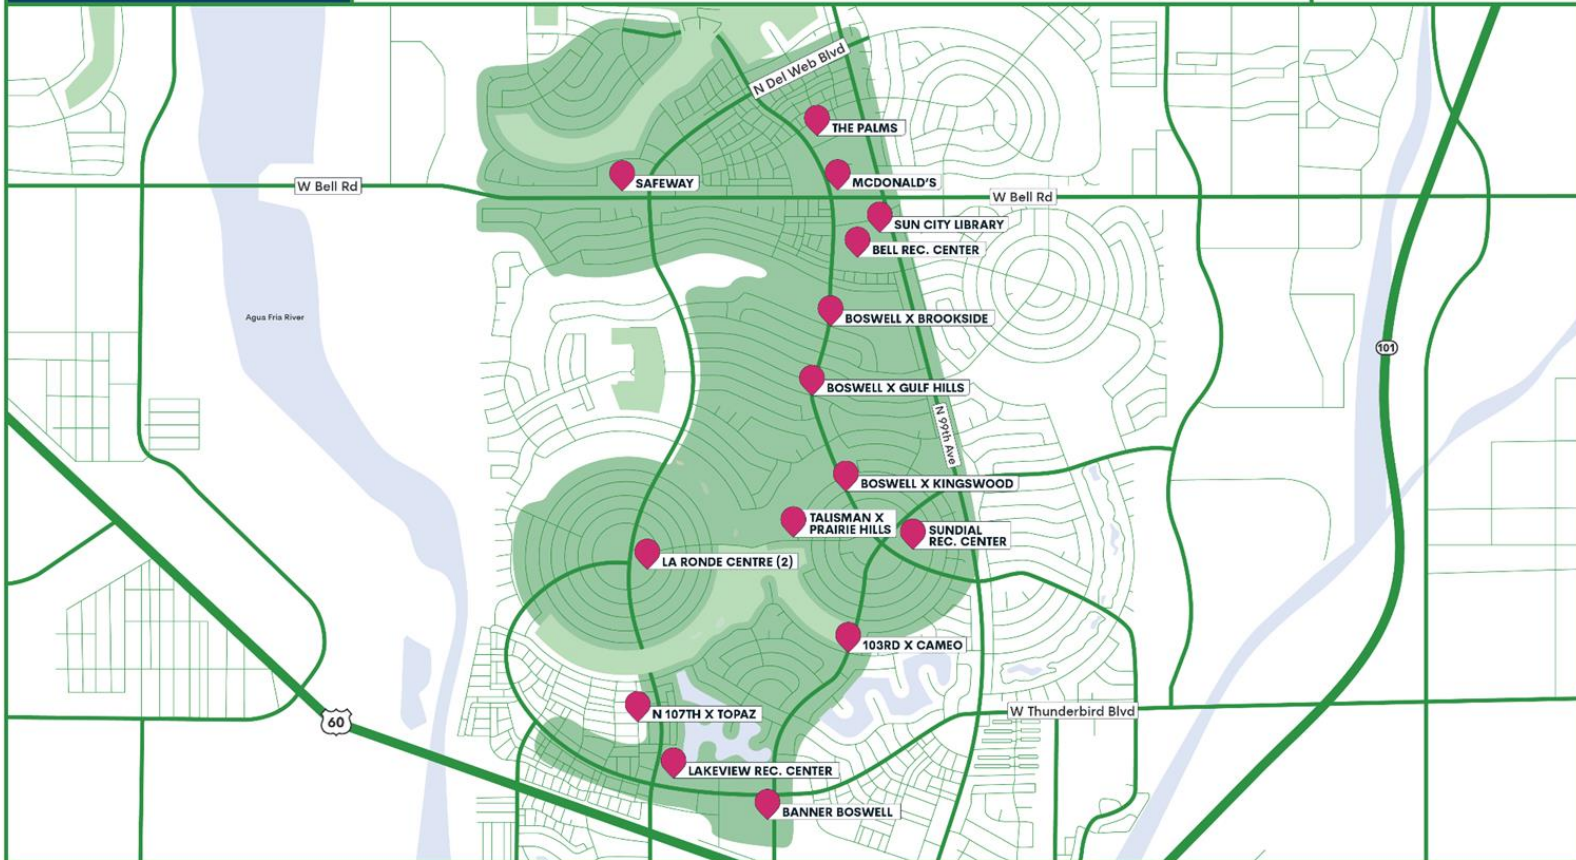 N Del Web Blvd
THE PALMS
SAFEWAY
MCDONALD'S
W Bell Rd
W Bell Rd
SUN CITY LIBRARY
BELL REC. CENTER
Agua Fria River
BOSWELL X BROOKSIDE
101
BOSWELL X GULF HILLS
N 99th Ave
BOSWELL X KINGSWOOD
TALISMAN X
PRAIRIE HILLS
SUNDIAL
REC. CENTER
LA RONDE CENTRE (2)
103RD X CAMEO
N 107TH X TOPAZ
W Thunderbird Blvd
60
LAKEVIEW REC. CENTER
BANNER BOSWELL